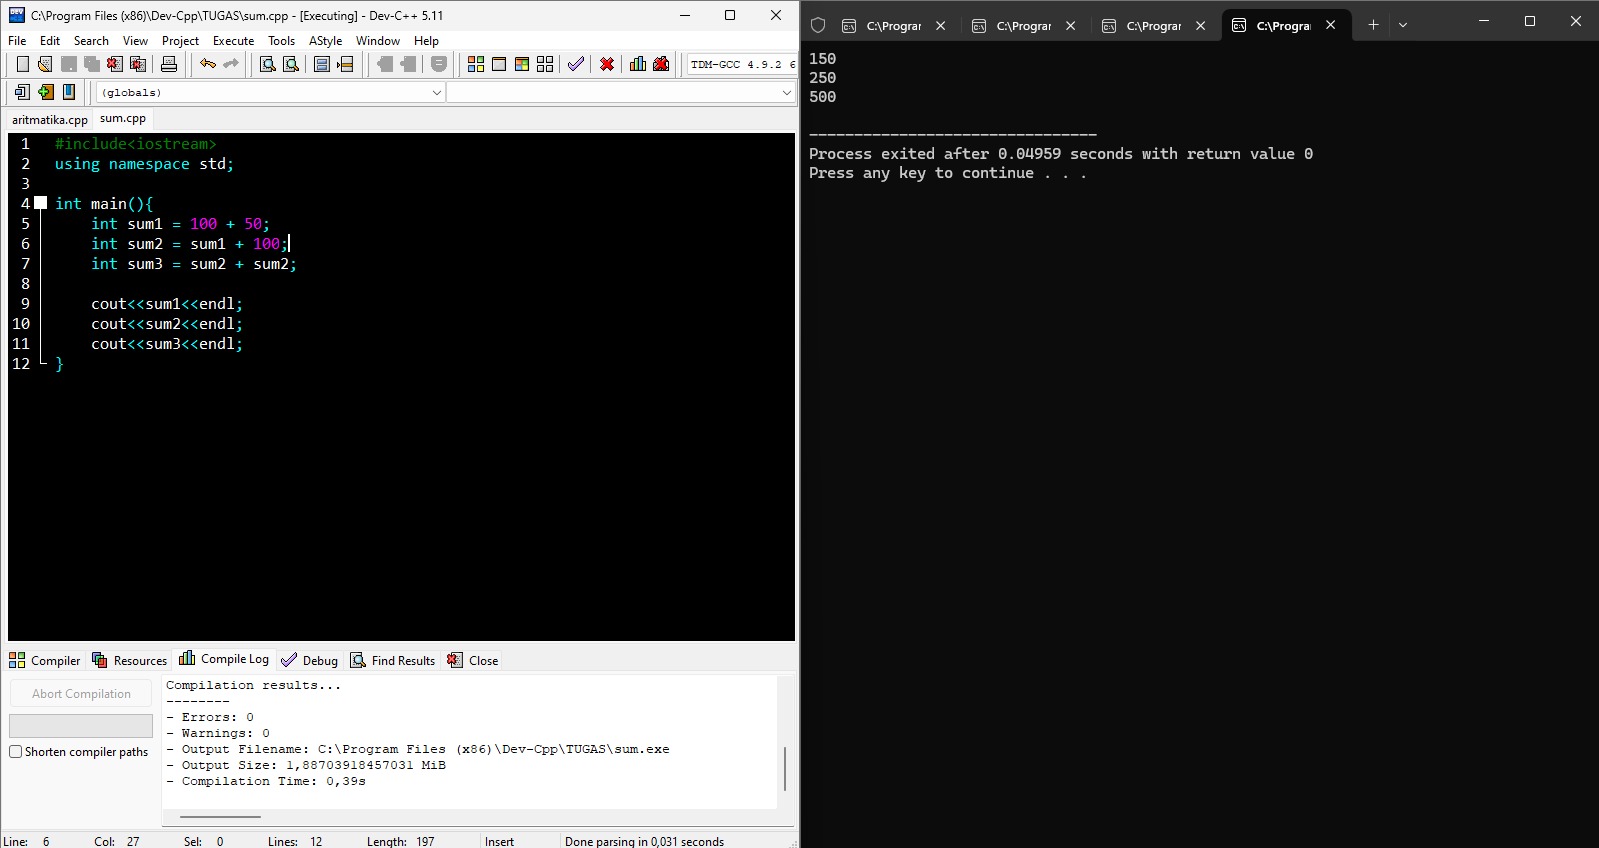 C:\Program Files (x86)\Dev-Cpp\TUGAS\sum.cpp - [Executing] - Dev-C++ 5.11
File Edit Search View Project Execute Tools AStyle Window Help
TDM-GCC 4.9.2 6
(globals)
aritmatika.cpp sum.cpp
1 #include<iostream>
2 using namespace std;
3
4 int main(){
5 int sum1 = 100 + 50;
6 int sum2 = sum1 + 100;
7 int sum3 = sum2 + sum2;
8
9 cout<<sum1<<endl;
10 cout<<sum2<<endl;
11 cout<<sum3<<endl;
12 }
Compiler Resources Compile Log Debug Find Results Close
Abort Compilation
Shorten compiler paths
Compilation results...
--------
- Errors: 0
- Warnings: 0
- Output Filename: C:\Program Files (x86)\Dev-Cpp\TUGAS\sum.exe
- Output Size: 1,88703918457031 MiB
- Compilation Time: 0,39s
Line: 6 Col: 27 Sel: 0 Lines: 12 Length: 197 Insert Done parsing in 0,031 seconds
C:\Progra C:\Progra C:\Progra C:\Progra
150
250
500
--------------------------------
Process exited after 0.04959 seconds with return value 0
Press any key to continue . . .